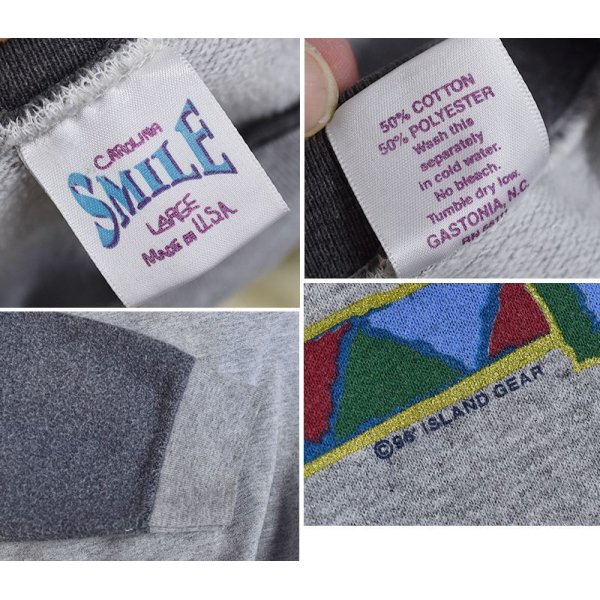 CAROLINA
SMILE
LARGE
MADE IN U.S.A.
50% COTTON
50% POLYESTER
Wash this
separately
in cold water.
No bleach.
Tumble dry low.
GASTONIA, N.C.
RN
©96' ISLAND GEAR